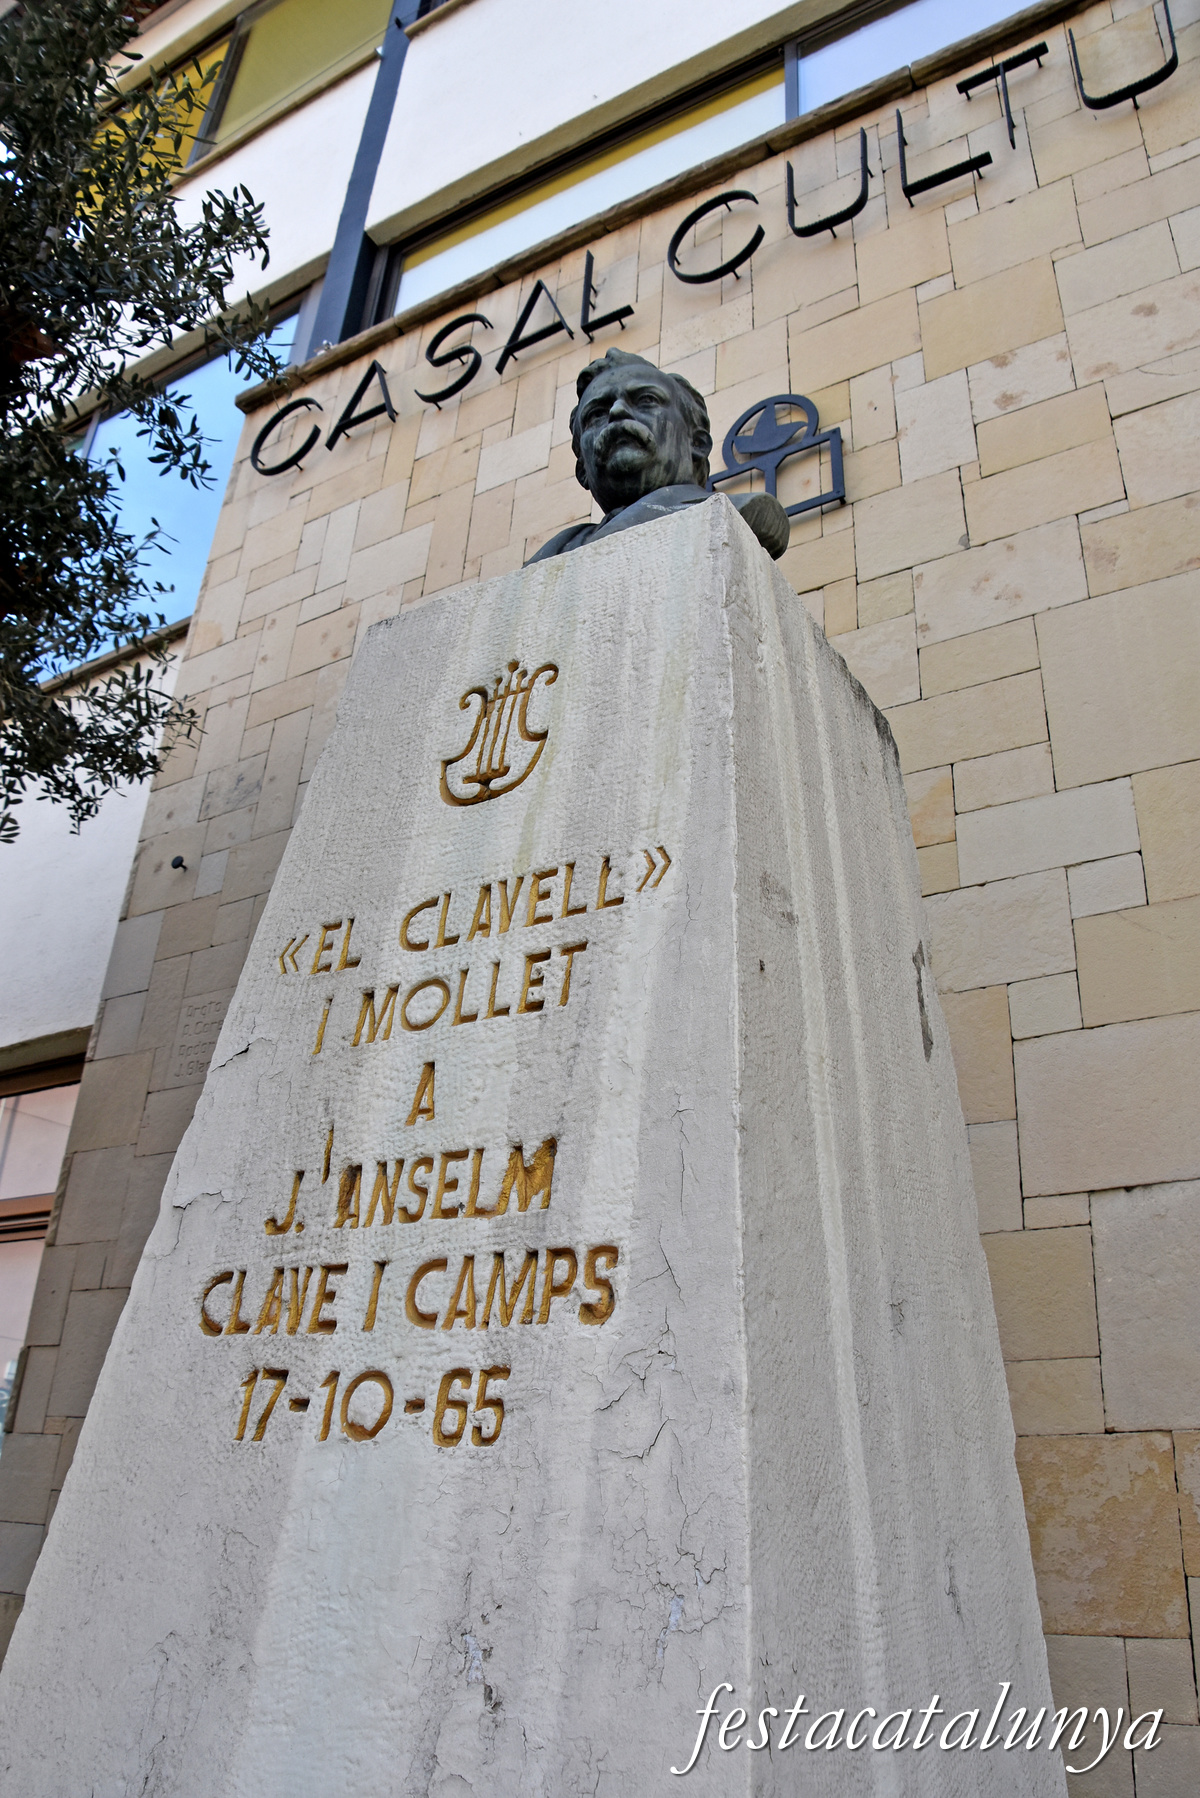 CASAL CULTU
«EL CLAVELL»
I MOLLET
A
J. ANSELM
CLAVE I CAMPS
17-10-65
festacatalunya